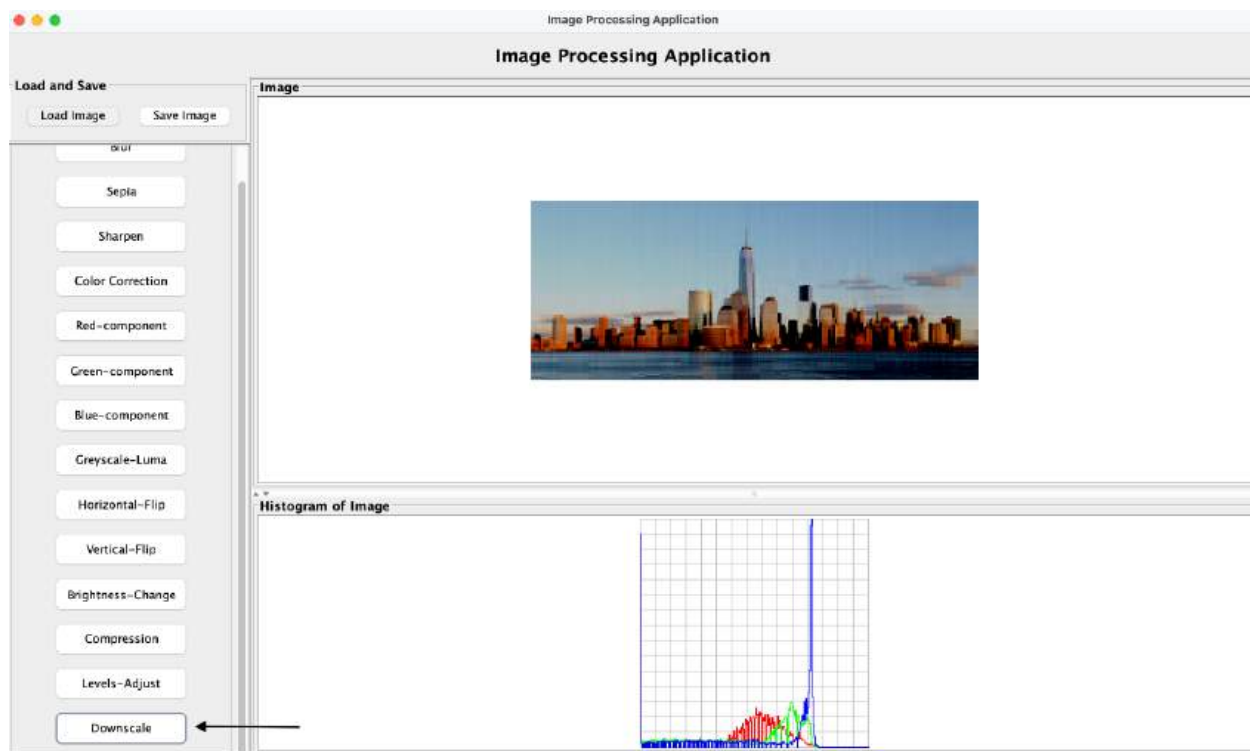 Image Processing Application
Image Processing Application
Load and Save
Load Image Save Image
Image
Blur
Sepia
Sharpen
Color Correction
Red-component
Green-component
Blue-component
Greyscale-Luma
Horizontal-Flip
Vertical-Flip
Brightness-Change
Compression
Levels-Adjust
Downscale
Histogram of Image